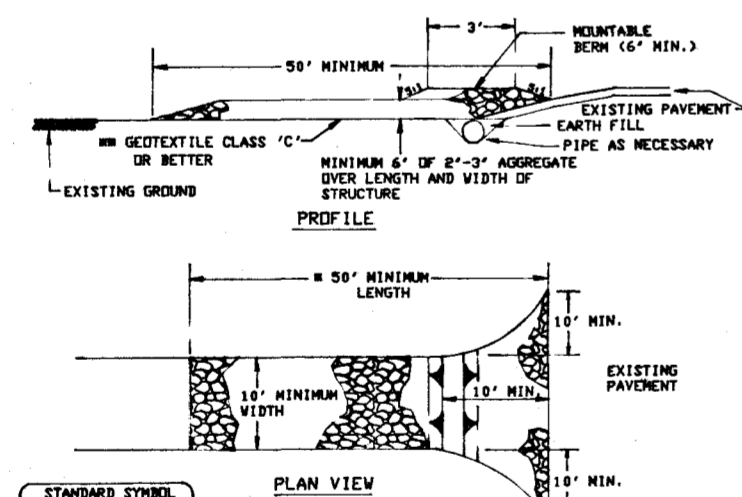 3'
MOUNTABLE
BERM (6' MIN.)
50' MINIMUM
5:1
5:1
EXISTING PAVEMENT
** GEOTEXTILE CLASS 'C'
OR BETTER
EARTH FILL
PIPE AS NECESSARY
MINIMUM 6' OF 2'-3' AGGREGATE
OVER LENGTH AND WIDTH OF
STRUCTURE
EXISTING GROUND
PROFILE
* 50' MINIMUM
LENGTH
10' MIN.
EXISTING
PAVEMENT
10' MINIMUM
WIDTH
10' MIN.
10' MIN.
PLAN VIEW
STANDARD SYMBOL